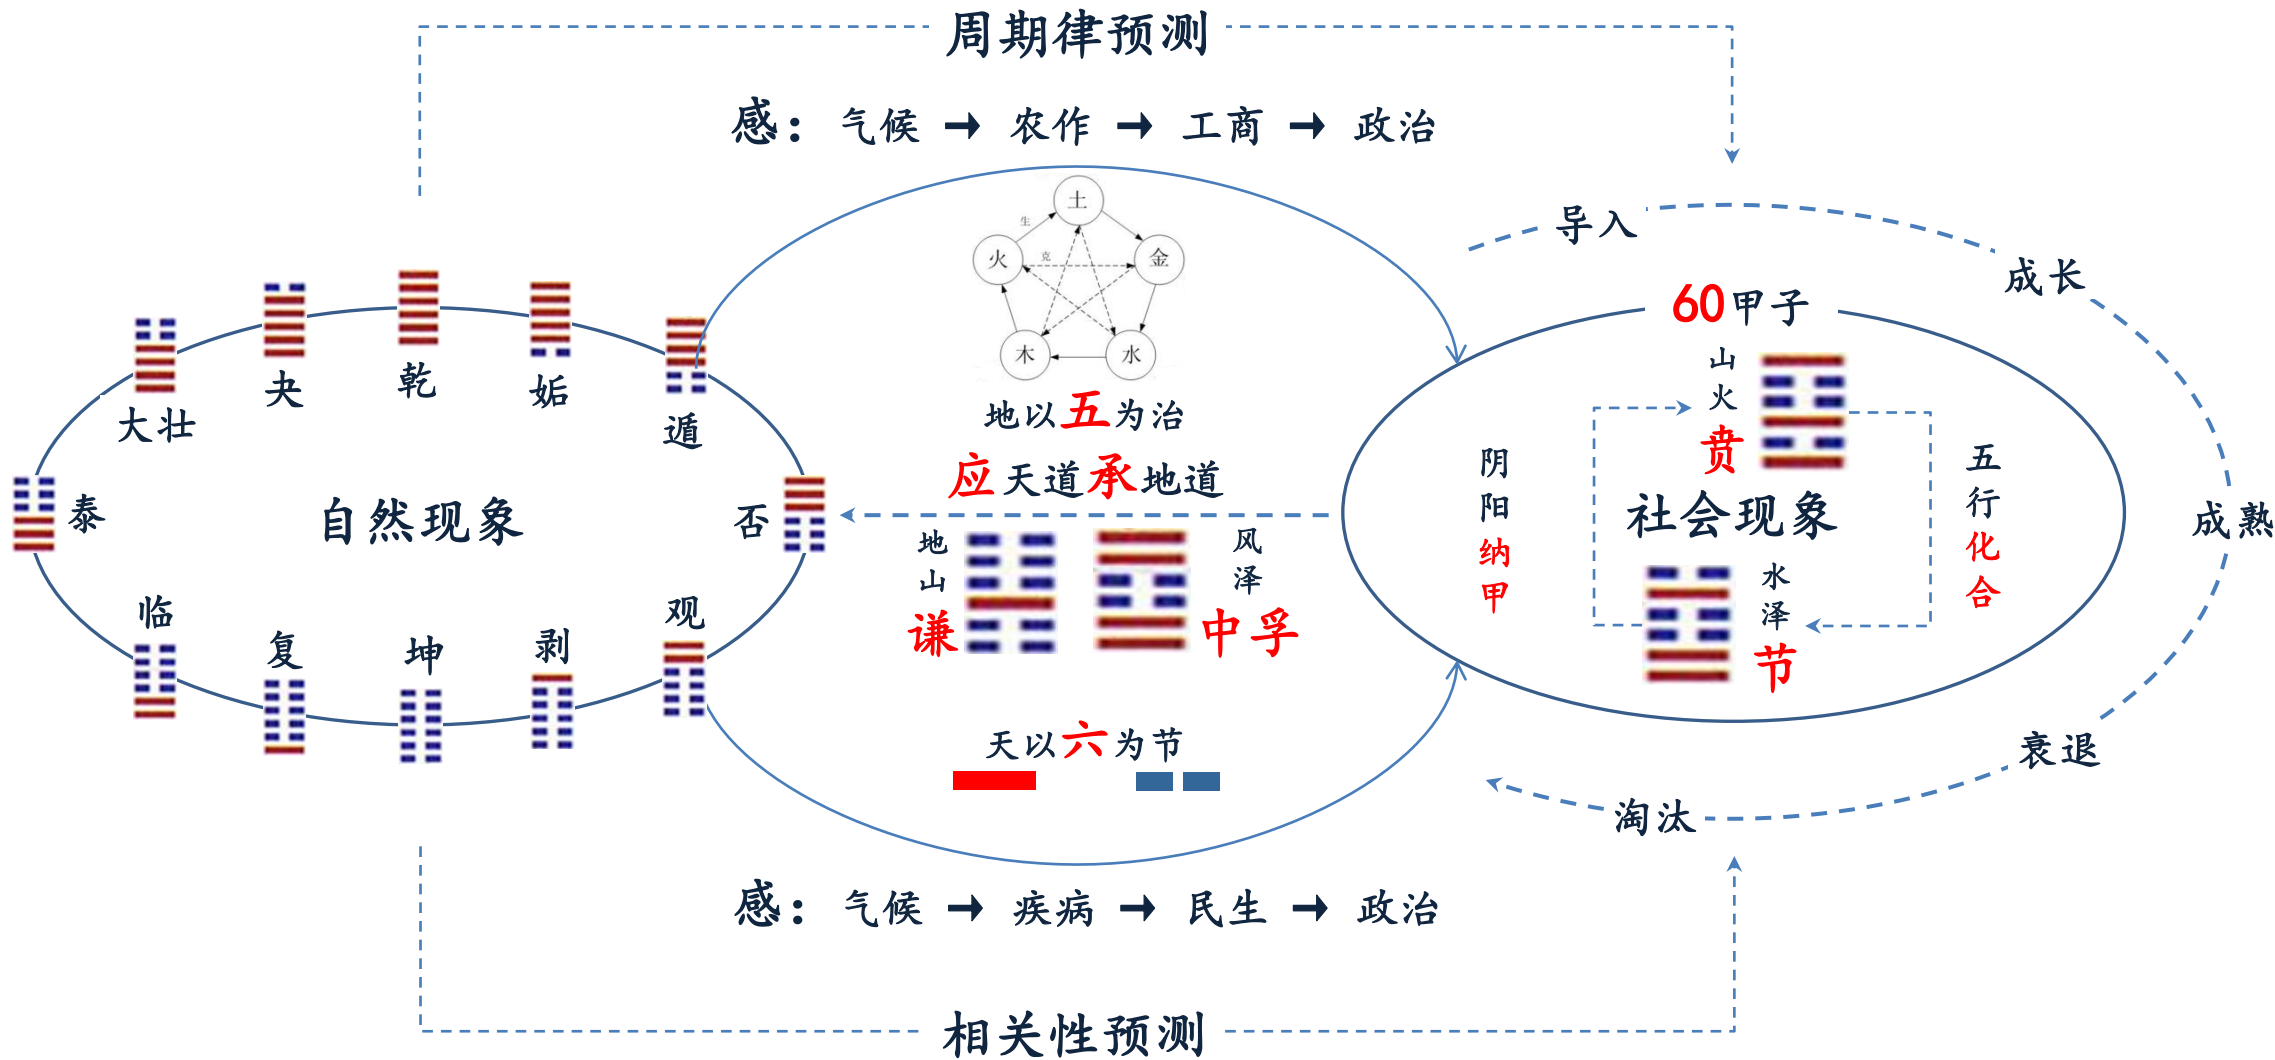 周期律预测
感：气候 → 农作 → 工商 → 政治
土
生
火
克
金
木
水
地以五为治
应天道承地道
地山谦
风泽中孚
天以六为节
感：气候 → 疾病 → 民生 → 政治
相关性预测
大壮
夬
乾
姤
遁
泰
自然现象
否
临
复
坤
剥
观
导入
成长
成熟
衰退
淘汰
60甲子
山火贲
阴阳纳甲
社会现象
五行化合
水泽节